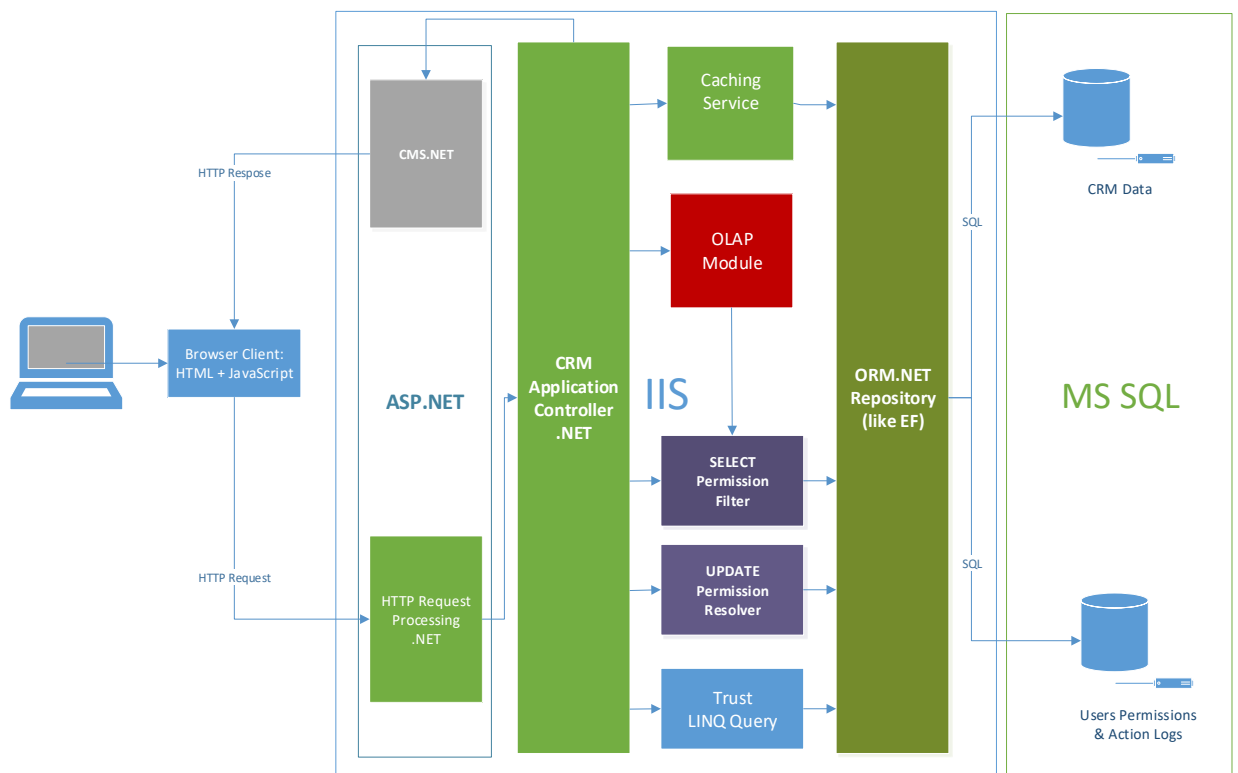 Caching
Service
CMS.NET
HTTP Respose
CRM Data
SQL
OLAP
Module
Browser Client:
HTML + JavaScript
ASP.NET
CRM
Application
Controller
.NET
IIS
ORM.NET
Repository
(like EF)
MS SQL
SELECT
Permission
Filter
HTTP Request
UPDATE
Permission
Resolver
SQL
HTTP Request
Processing
.NET
Trust
LINQ Query
Users Permissions
& Action Logs